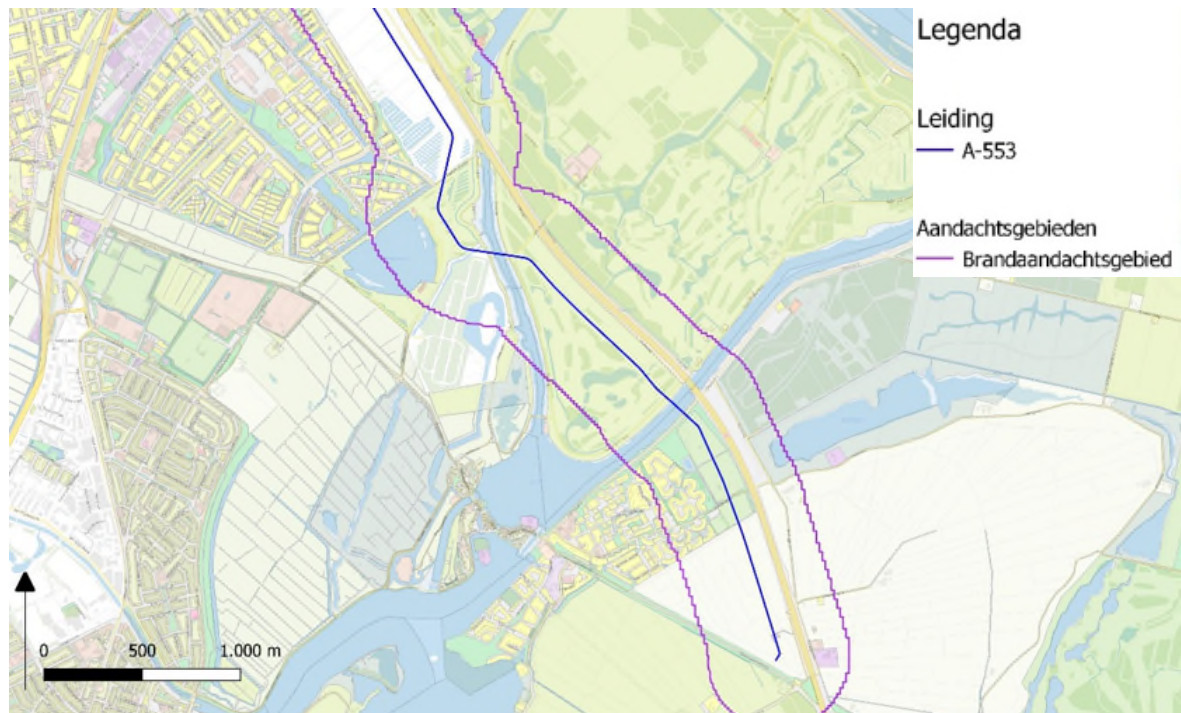 Legenda
Leiding
A-553
Aandachtsgebieden
Brandaandachtsgebied
0 500 1.000 m